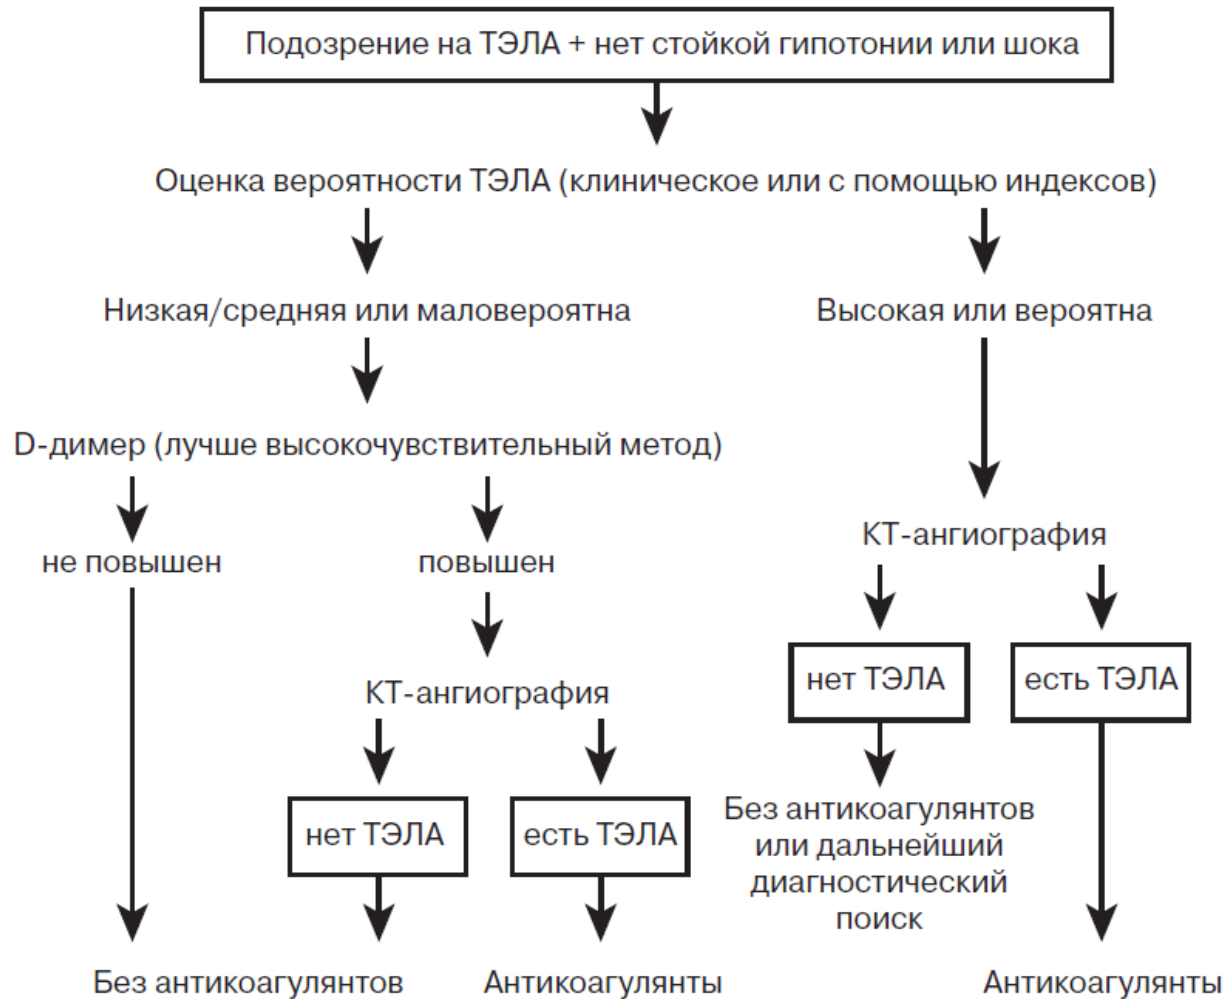 Подозрение на ТЭЛА + нет стойкой гипотонии или шока
Оценка вероятности ТЭЛА (клиническое или с помощью индексов)
Низкая/средняя или маловероятна
Высокая или вероятна
D-димер (лучше высокочувствительный метод)
не повышен
повышен
КТ-ангиография
нет ТЭЛА
есть ТЭЛА
КТ-ангиография
нет ТЭЛА
есть ТЭЛА
Без антикоагулянтов
или дальнейший
диагностический
поиск
Без антикоагулянтов
Антикоагулянты
Антикоагулянты